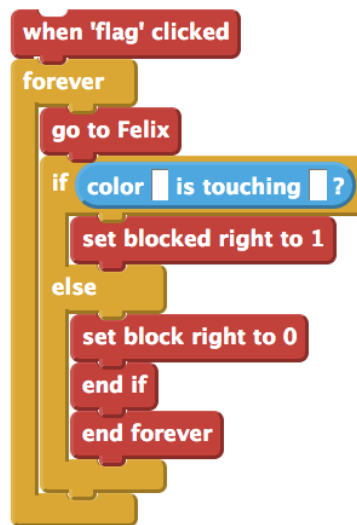 when 'flag' clicked
forever
go to Felix
if color is touching ?
set blocked right to 1
else
set block right to 0
end if
end forever